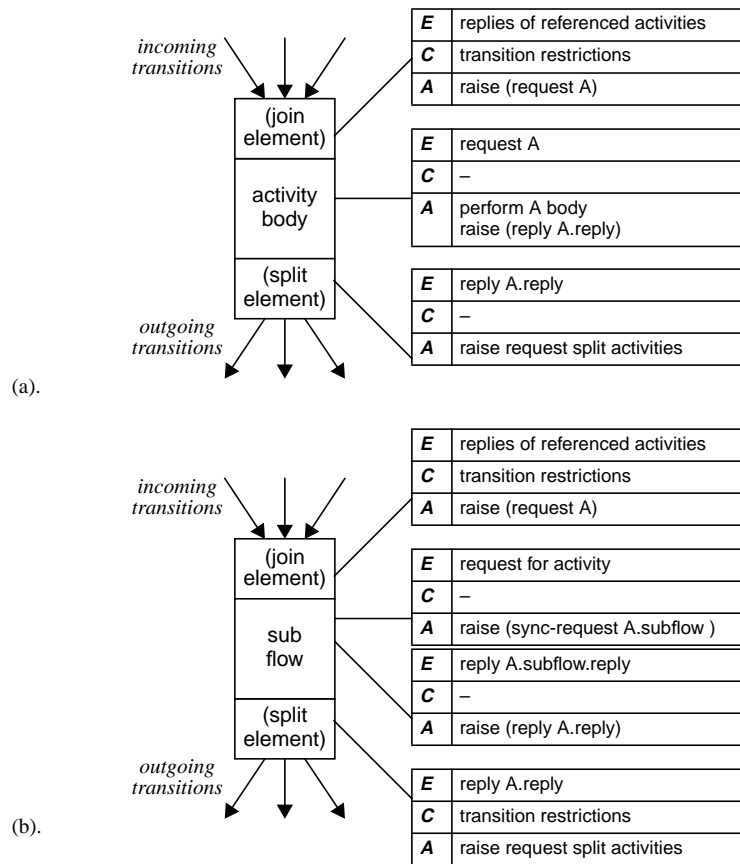 incoming
transitions
(join
element)
activity
body
(split
element)
outgoing
transitions
E replies of referenced activities
C transition restrictions
A raise (request A)
E request A
C –
A perform A body
raise (reply A.reply)
E reply A.reply
C –
A raise request split activities
(a).
incoming
transitions
(join
element)
sub
flow
(split
element)
outgoing
transitions
E replies of referenced activities
C transition restrictions
A raise (request A)
E request for activity
C –
A raise (sync-request A.subflow )
E reply A.subflow.reply
C –
A raise (reply A.reply)
E reply A.reply
C transition restrictions
A raise request split activities
(b).